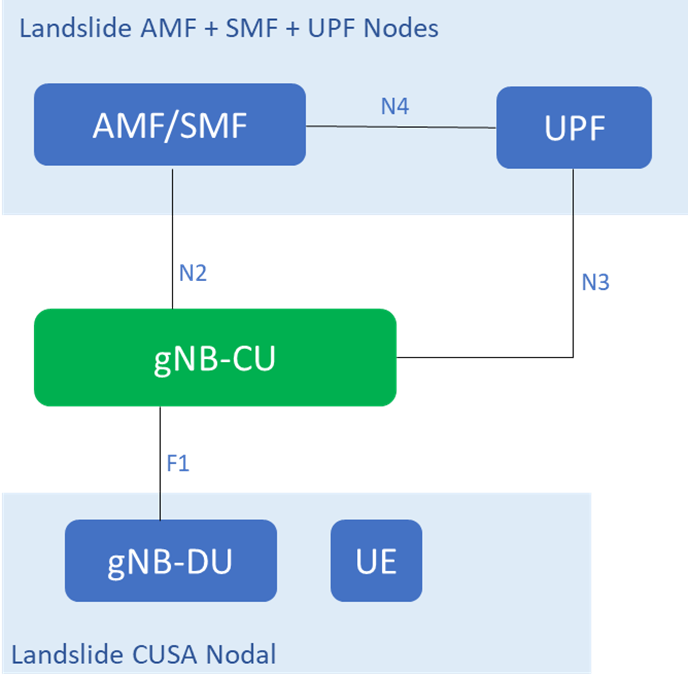 Landslide AMF + SMF + UPF Nodes
AMF/SMF
N4
UPF
N2
N3
gNB-CU
F1
gNB-DU
UE
Landslide CUSA Nodal